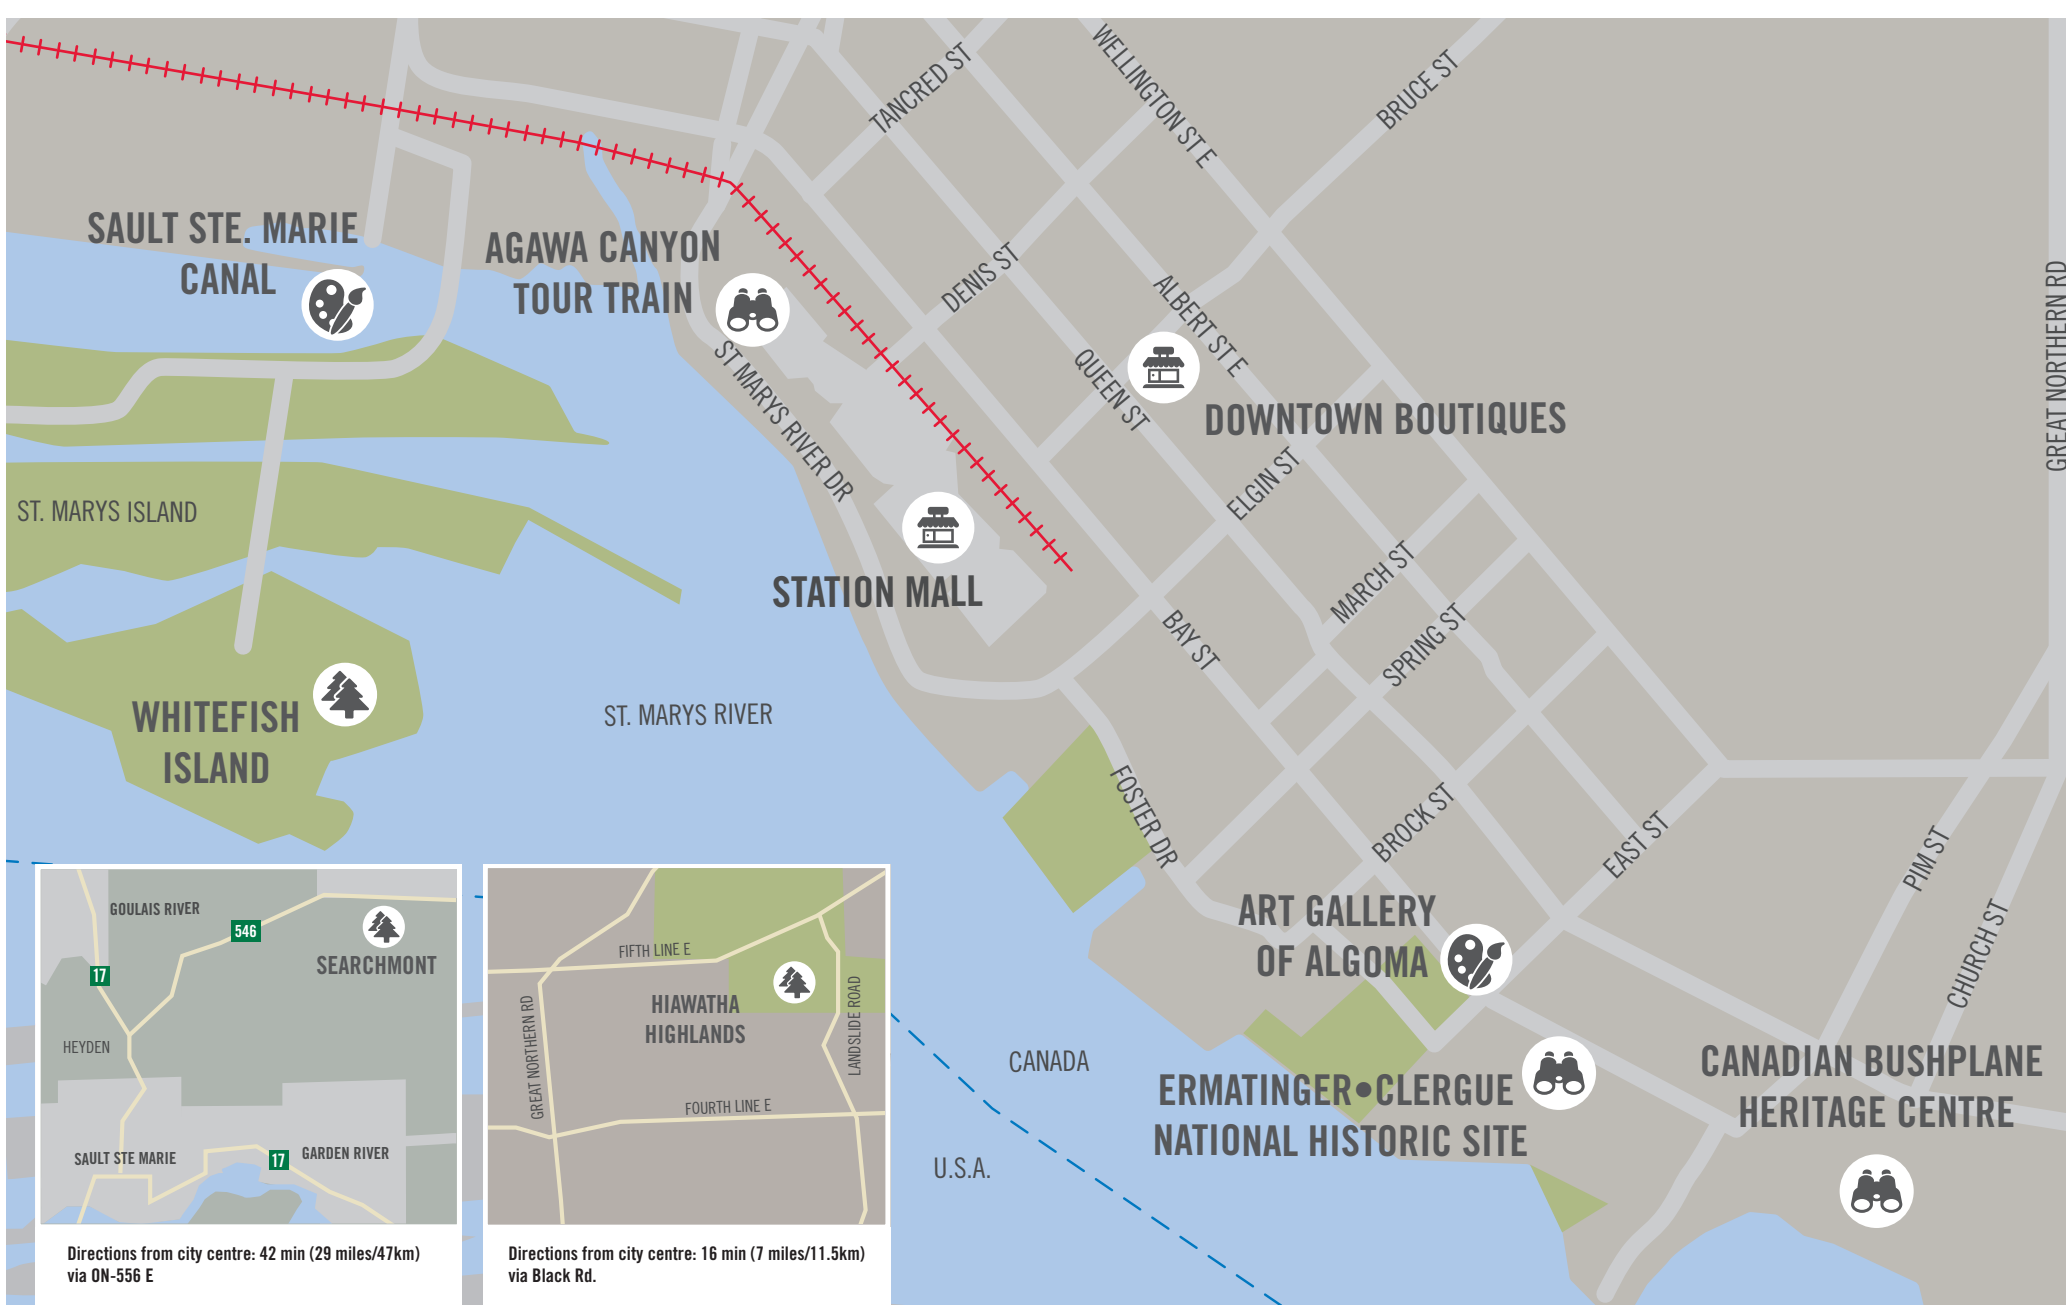 TANCRED ST
WELLINGTON ST E
BRUCE ST
SAULT STE. MARIE
CANAL
AGAWA CANYON
TOUR TRAIN
DENIS ST
ALBERT ST E
GREAT NORTHERN RD
ST MARYS RIVER DR
QUEEN ST
DOWNTOWN BOUTIQUES
ELGIN ST
ST. MARYS ISLAND
STATION MALL
MARCH ST
SPRING ST
BAY ST
WHITEFISH
ISLAND
ST. MARYS RIVER
FOSTER DR
BROCK ST
EAST ST
PIM ST
CHURCH ST
ART GALLERY
OF ALGOMA
CANADA
U.S.A.
ERMATINGER•CLERGUE
NATIONAL HISTORIC SITE
CANADIAN BUSHPLANE
HERITAGE CENTRE
GOULAIS RIVER
546
SEARCHMONT
17
HEYDEN
SAULT STE MARIE
17
GARDEN RIVER
Directions from city centre: 42 min (29 miles/47km)
via ON-556 E
FIFTH LINE E
HIAWATHA
HIGHLANDS
GREAT NORTHERN RD
LANDSLIDE ROAD
FOURTH LINE E
Directions from city centre: 16 min (7 miles/11.5km)
via Black Rd.